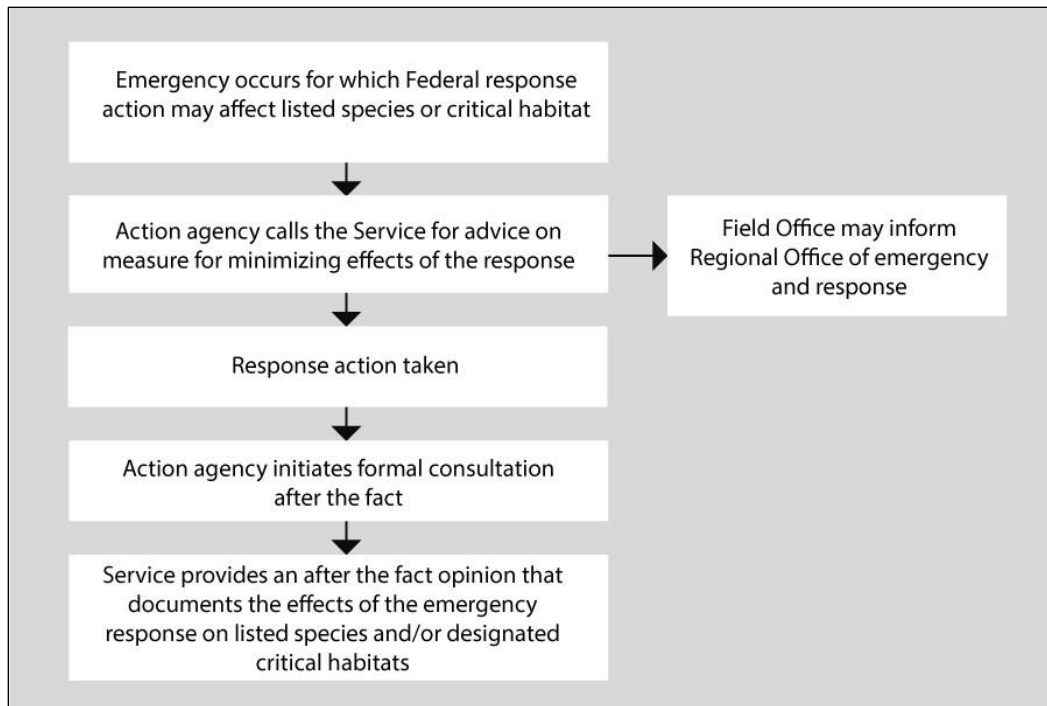 Emergency occurs for which Federal response
action may affect listed species or critical habitat
Action agency calls the Service for advice on
measure for minimizing effects of the response
Field Office may inform
Regional Office of emergency
and response
Response action taken
Action agency initiates formal consultation
after the fact
Service provides an after the fact opinion that
documents the effects of the emergency
response on listed species and/or designated
critical habitats